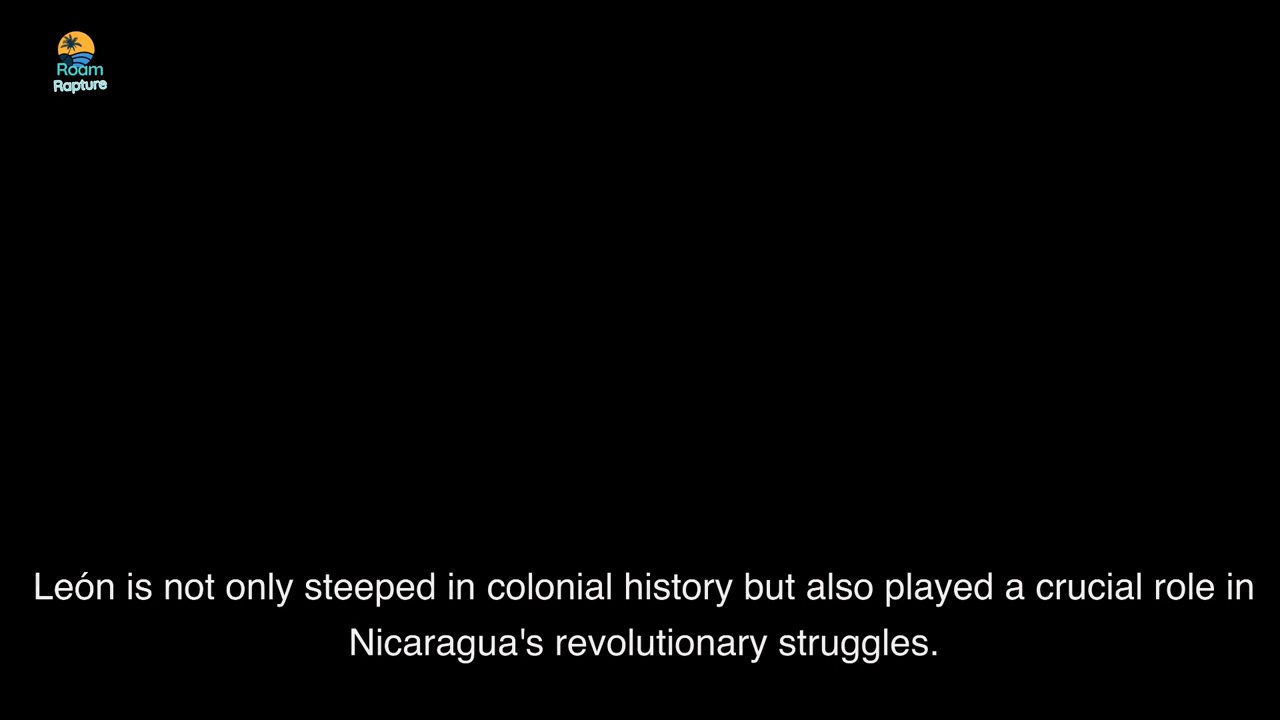 Roam
Rapture
León is not only steeped in colonial history but also played a crucial role in
Nicaragua's revolutionary struggles.